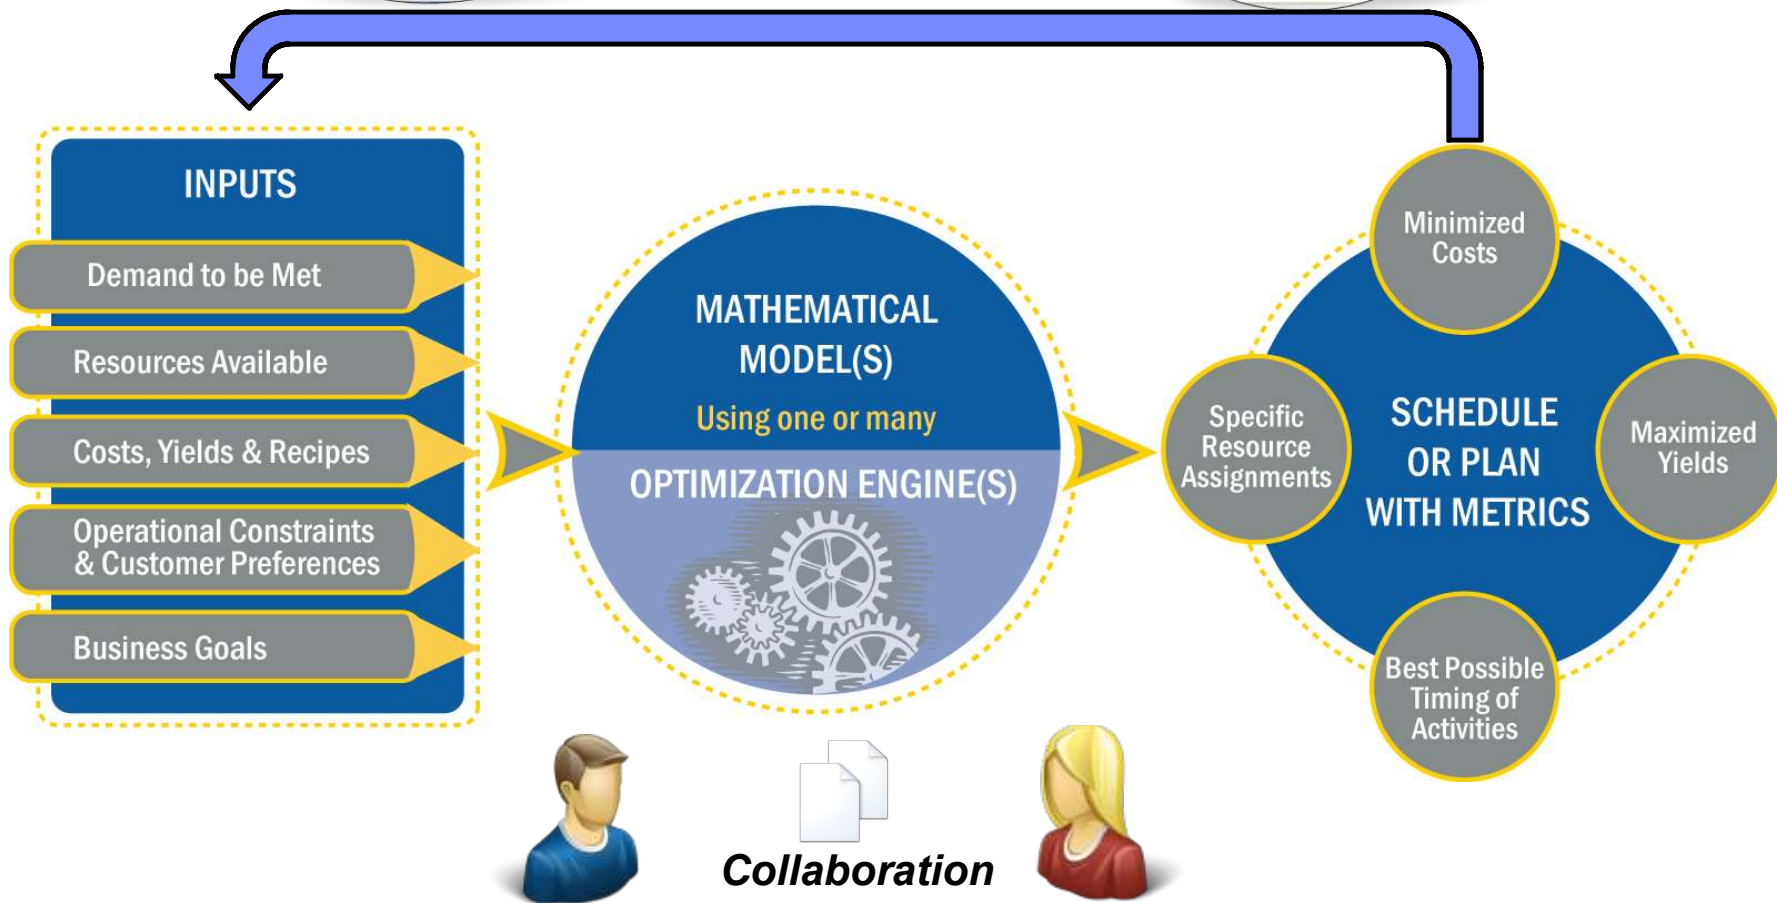 INPUTS
Demand to be Met
Resources Available
Costs, Yields & Recipes
Operational Constraints
& Customer Preferences
Business Goals
MATHEMATICAL
MODEL(S)
Using one or many
OPTIMIZATION ENGINE(S)
Minimized
Costs
Specific
Resource
Assignments
SCHEDULE
OR PLAN
WITH METRICS
Maximized
Yields
Best Possible
Timing of
Activities
Collaboration